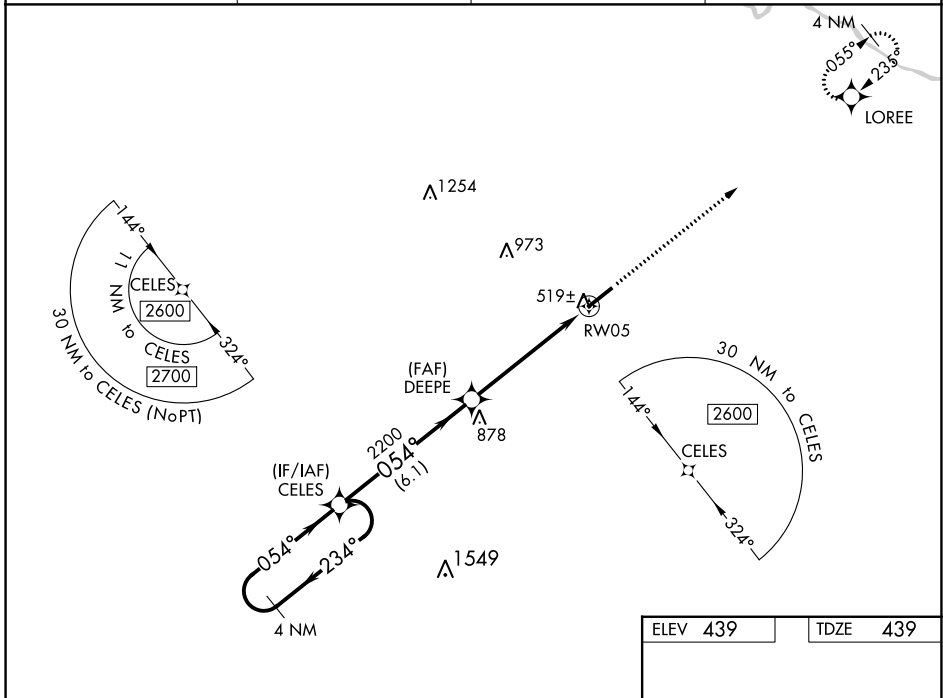 4 NM
055°
235°
LOREE
1254
973
519±
RW05
144°
11 NM to CELES
CELES
2600
324°
2700
30 NM to CELES (NoPT)
(FAF)
DEEPE
878
2200
054°
(6.1)
(IF/IAF)
CELES
054°
234°
4 NM
1549
30 NM to CELES
144°
2600
CELES
324°
ELEV 439
TDZE 439